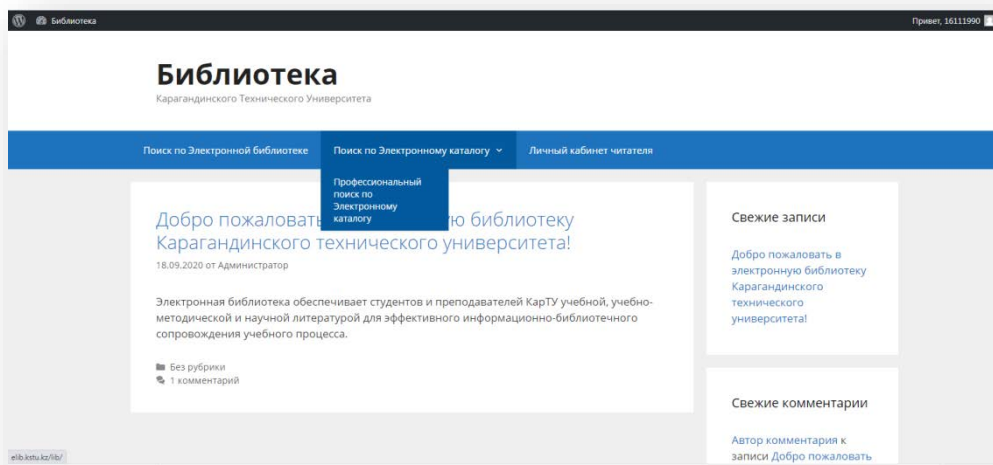 Библиотека
Привет, 16111990
Библиотека
Карагандинского Технического Университета
Поиск по Электронной библиотеке
Поиск по Электронному каталогу
Личный кабинет читателя
Профессиональный
поиск по
Электронному
каталогу
Добро пожаловать ую библиотеку
Карагандинского технического университета!
18.09.2020 от Администратор
Электронная библиотека обеспечивает студентов и преподавателей КарТУ учебной, учебно-
методической и научной литературой для эффективного информационно-библиотечного
сопровождения учебного процесса.
Без рубрики
1 комментарий
Свежие записи
Добро пожаловать в
электронную библиотеку
Карагандинского
технического
университета!
Свежие комментарии
Автор комментария к
записи Добро пожаловать
elib.kstu.kz/lib/